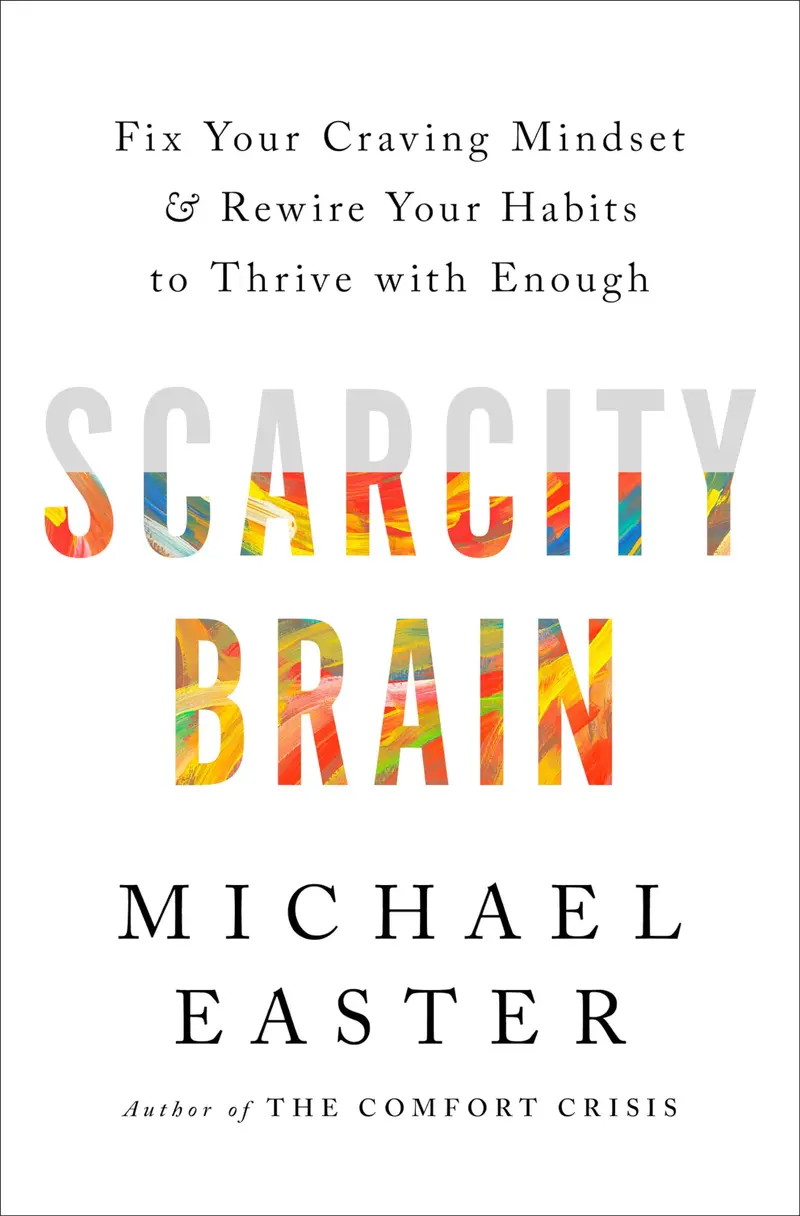 Fix Your Craving Mindset
& Rewire Your Habits
to Thrive with Enough
SCARCITY
BRAIN
MICHAEL
EASTER
Author of THE COMFORT CRISIS